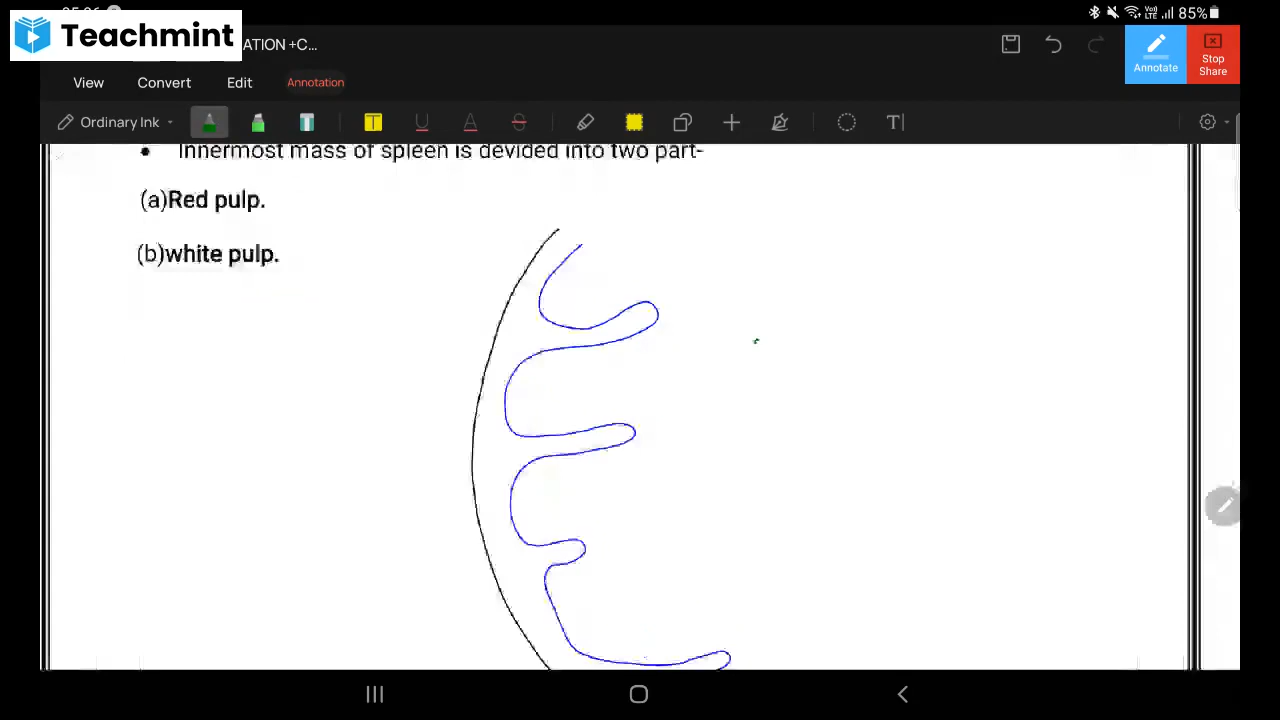 85%
Teachmint
ATION +C...
Annotate
Stop
Share
View Convert Edit Annotation
Ordinary Ink
• Innermost mass of spleen is devided into two part-
(a)Red pulp.
(b)white pulp.